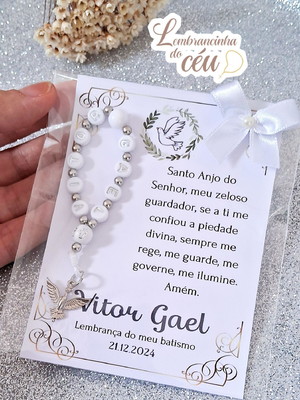 Lembrancinha
do
céu
Santo Anjo do
Senhor, meu zeloso
guardador, se a ti me
confiou a piedade
divina, sempre me
rege, me guarde, me
governe, me ilumine.
Amém.
Vitor Gael
Lembrança do meu batismo
21.12.2024